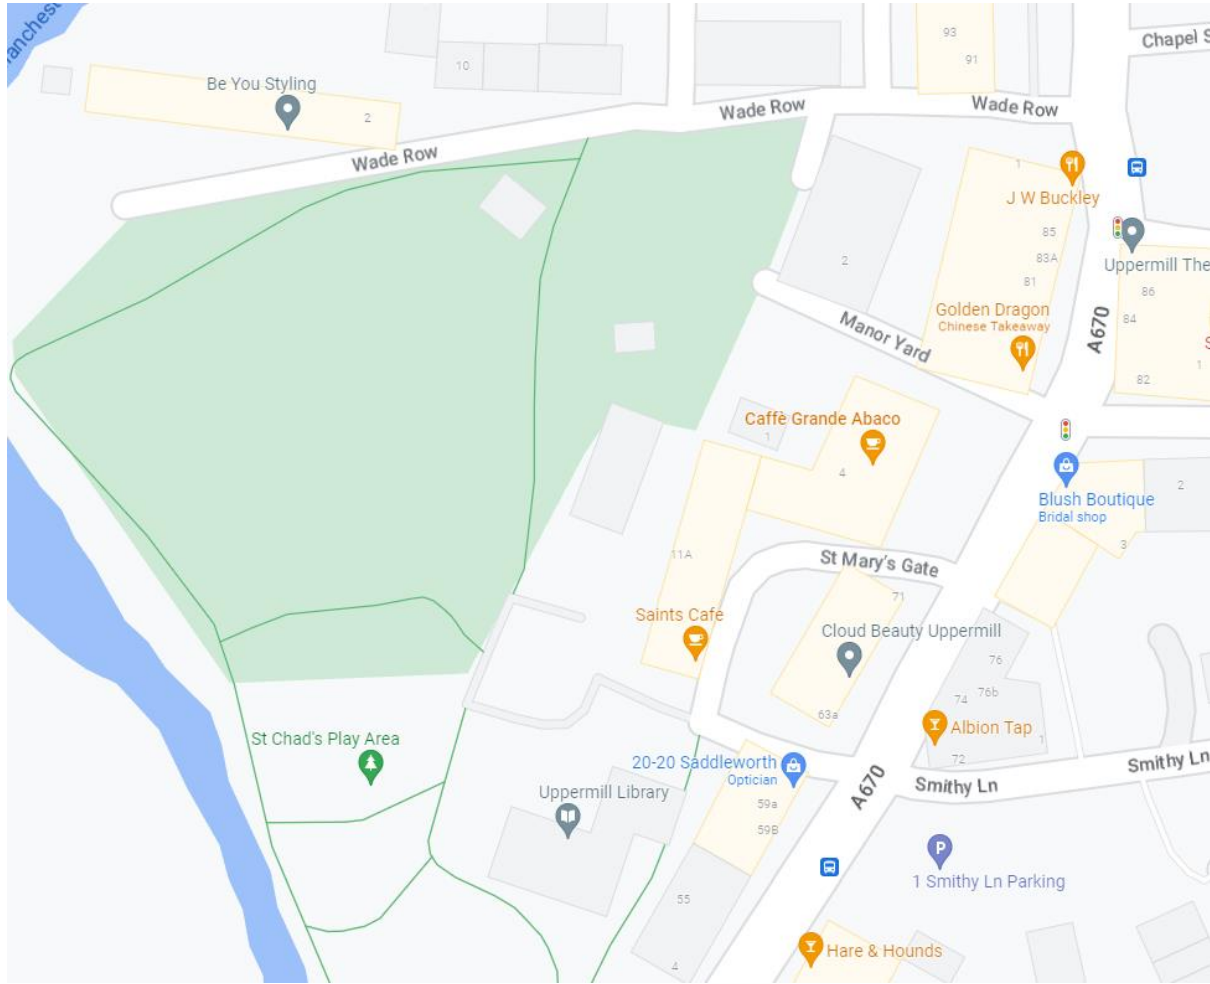 93
Chapel S
91
10
Be You Styling
2
Wade Row
Wade Row
Wade Row
1
J W Buckley
85
83A
81
2
Uppermill The
86
84
A670
82
1
S
Golden Dragon
Chinese Takeaway
Manor Yard
Caffè Grande Abaco
1
4
Blush Boutique
Bridal shop
2
3
11A
St Mary's Gate
71
Saints Cafe
Cloud Beauty Uppermill
63a
76
76b
74
Albion Tap
1
72
St Chad's Play Area
20-20 Saddleworth
Optician
Smithy Ln
Smithy Ln
A670
Uppermill Library
59a
59B
P
1 Smithy Ln Parking
55
4
Hare & Hounds